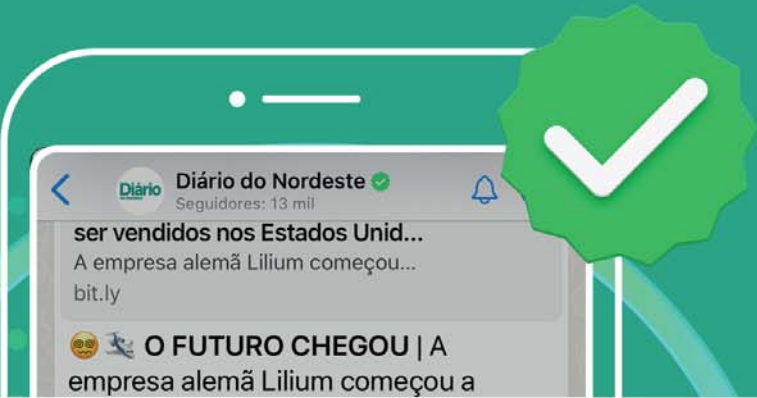 Diário do Nordeste
Diário
Seguidores: 13 mil
ser vendidos nos Estados Unid...
A empresa alemã Lilium começou...
bit.ly
😵‍💫 O FUTURO CHEGOU | A
empresa alemã Lilium começou a